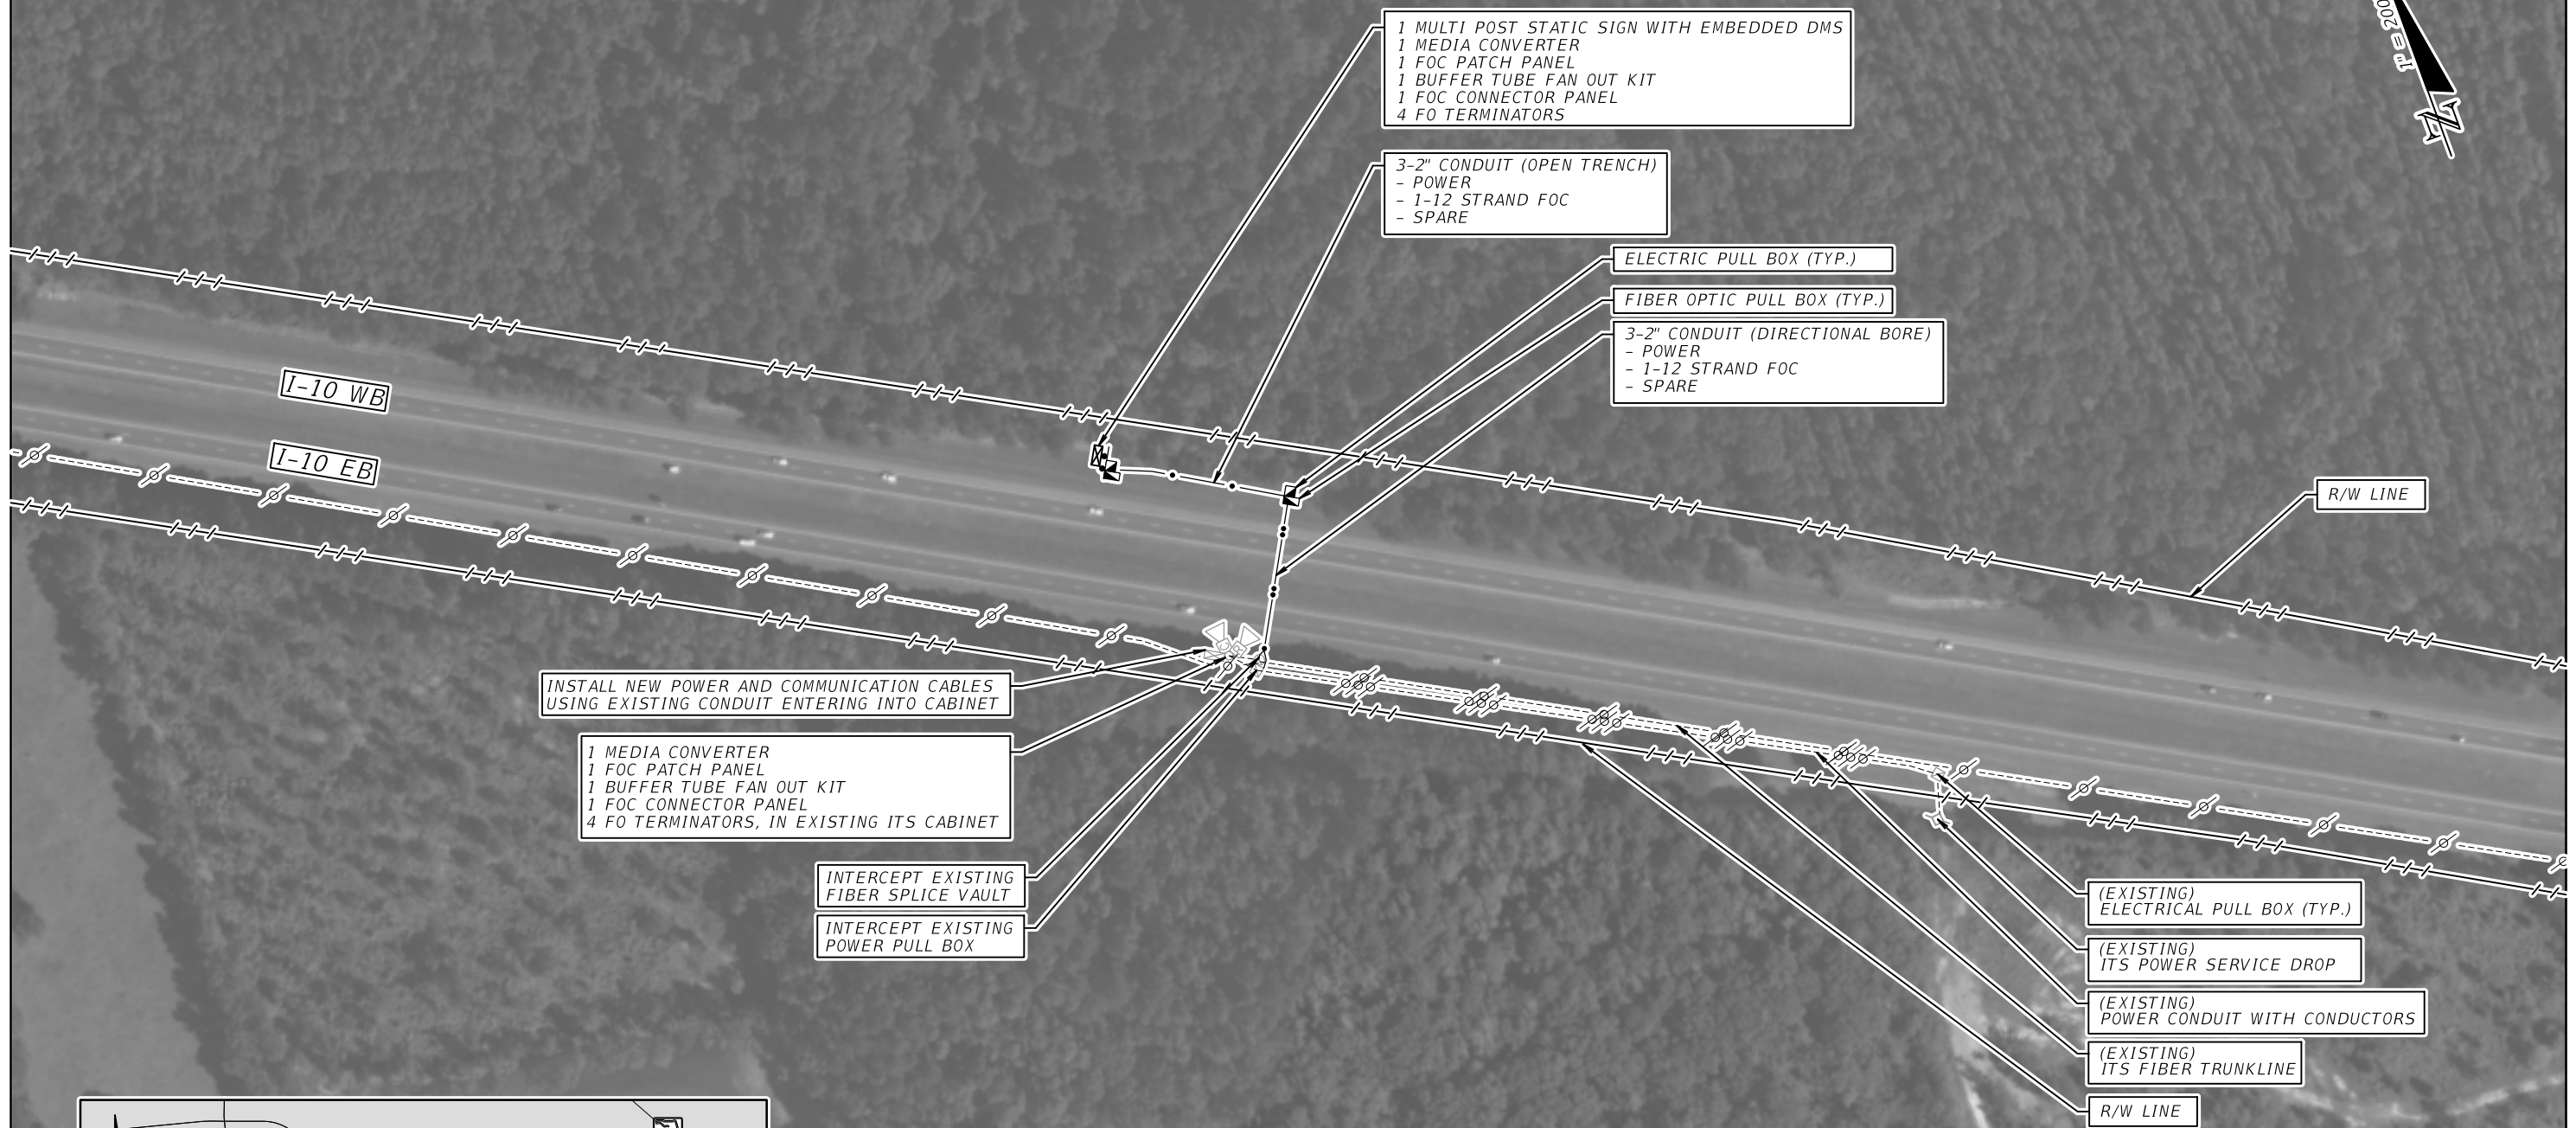 1 MULTI POST STATIC SIGN WITH EMBEDDED DMS
1 MEDIA CONVERTER
1 FOC PATCH PANEL
1 BUFFER TUBE FAN OUT KIT
1 FOC CONNECTOR PANEL
4 FO TERMINATORS
3-2" CONDUIT (OPEN TRENCH)
- POWER
- 1-12 STRAND FOC
- SPARE
ELECTRIC PULL BOX (TYP.)
FIBER OPTIC PULL BOX (TYP.)
3-2" CONDUIT (DIRECTIONAL BORE)
- POWER
- 1-12 STRAND FOC
- SPARE
N
I-10 WB
I-10 EB
R/W LINE
INSTALL NEW POWER AND COMMUNICATION CABLES
USING EXISTING CONDUIT ENTERING INTO CABINET
1 MEDIA CONVERTER
1 FOC PATCH PANEL
1 BUFFER TUBE FAN OUT KIT
1 FOC CONNECTOR PANEL
4 FO TERMINATORS, IN EXISTING ITS CABINET
INTERCEPT EXISTING
FIBER SPLICE VAULT
INTERCEPT EXISTING
POWER PULL BOX
(EXISTING)
ELECTRICAL PULL BOX (TYP.)
(EXISTING)
ITS POWER SERVICE DROP
(EXISTING)
POWER CONDUIT WITH CONDUCTORS
(EXISTING)
ITS FIBER TRUNKLINE
R/W LINE